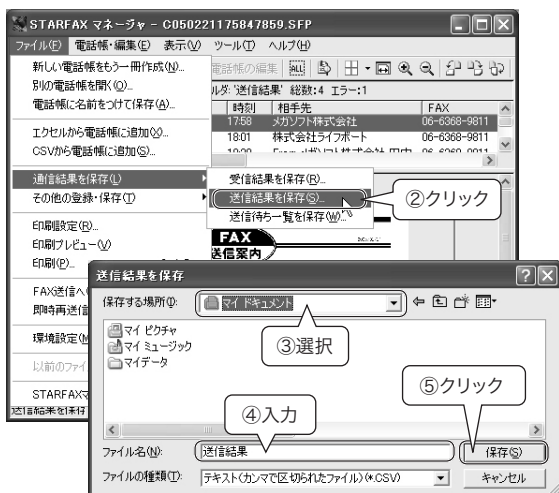 STARFAX マネージャ - C050221175847859.SFP
ファイル(F) 電話帳・編集(E) 表示(V) ツール(T) ヘルプ(H)
新しい電話帳をもう一冊作成(N)...
別の電話帳を開く(O)...
電話帳に名前をつけて保存(A)...
エクセルから電話帳に追加(X)...
CSVから電話帳に追加(S)...
通信結果を保存(L)
その他の登録・保存(T)
印刷設定(R)...
印刷プレビュー(V)
印刷(P)...
FAX送信へ
即時再送信
環境設定(M
以前のファイ
STARFAXマ
電話帳の編集 ALL
ルダ:'送信結果' 総数:4 エラー:1
時刻 相手先 FAX
17:58 メガソフト株式会社 06-6368-9811
18:01 株式会社ライフボート 06-6368-9811
受信結果を保存(R)...
送信結果を保存(S)...
送信待ち一覧を保存(W)...
②クリック
FAX
送信案内
送信結果を保存
保存する場所(I): マイ ドキュメント
マイ ピクチャ
マイ ミュージック
マイデータ
③選択
⑤クリック
④入力
ファイル名(N): 送信結果 保存(S)
ファイルの種類(T): テキスト(カンマで区切られたファイル)(*.CSV) キャンセル